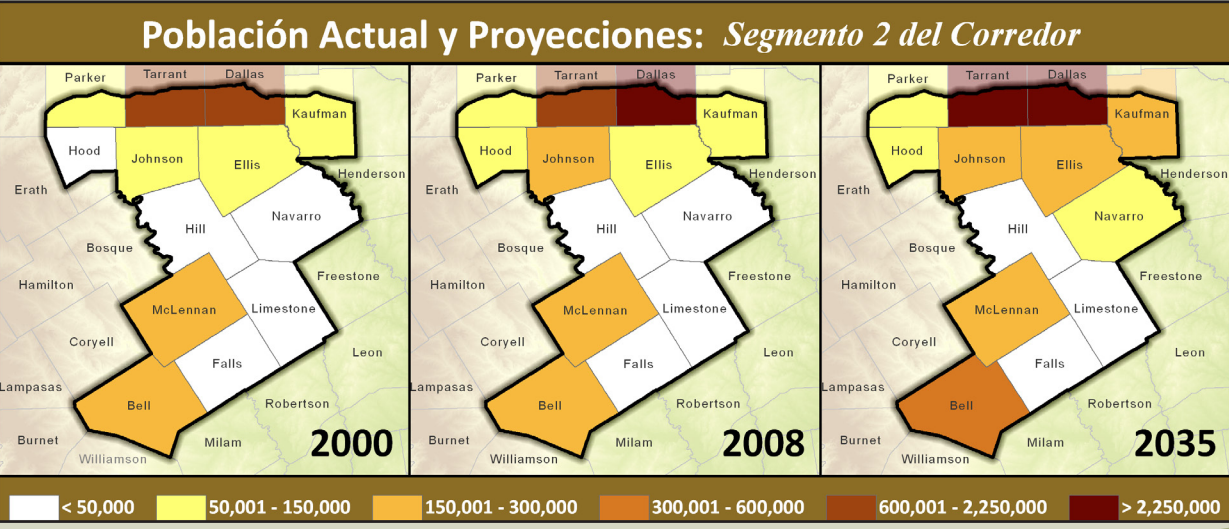 Población Actual y Proyecciones: Segmento 2 del Corredor
Parker
Tarrant
Dallas
Kaufman
Hood
Johnson
Ellis
Henderson
Erath
Navarro
Hill
Bosque
Freestone
Hamilton
McLennan
Limestone
Coryell
Leon
Falls
Lampasas
Bell
Robertson
Burnet
Milam
Williamson
2000
Parker
Tarrant
Dallas
Kaufman
Hood
Johnson
Ellis
Henderson
Erath
Navarro
Hill
Bosque
Freestone
Hamilton
McLennan
Limestone
Coryell
Leon
Falls
Lampasas
Bell
Robertson
Burnet
Milam
Williamson
2008
Parker
Tarrant
Dallas
Kaufman
Hood
Johnson
Ellis
Henderson
Erath
Navarro
Hill
Bosque
Freestone
Hamilton
McLennan
Limestone
Coryell
Leon
Falls
Lampasas
Bell
Robertson
Burnet
Milam
Williamson
2035
< 50,000
50,001 - 150,000
150,001 - 300,000
300,001 - 600,000
600,001 - 2,250,000
> 2,250,000